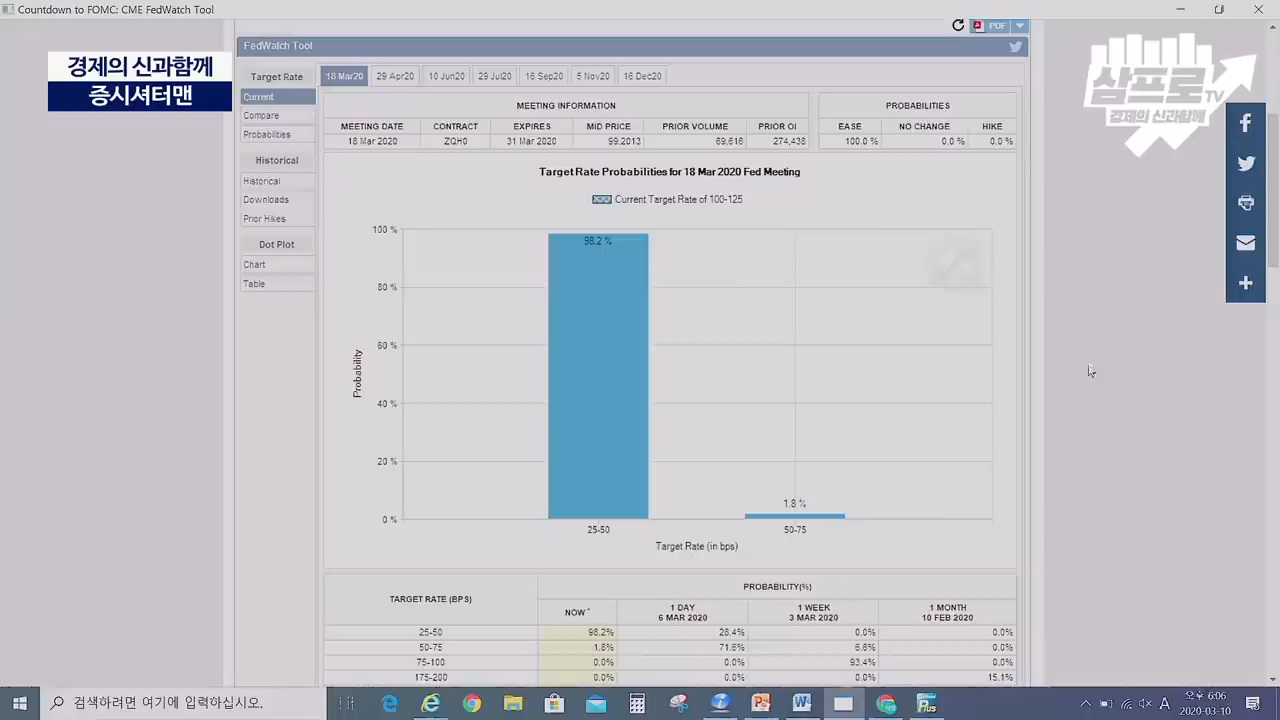 Countdown to FOMC: CME FedWatch Tool
PDF
FedWatch Tool
경제의 신과함께
증시셔터맨
삼프로TV
경제의 신과함께
Target Rate
Current
Compare
Probabilities
Historical
Historical
Downloads
Prior Hikes
Dot Plot
Chart
Table
18 Mar20 29 Apr20 10 Jun20 29 Jul20 16 Sep20 5 Nov20 16 Dec20
MEETING INFORMATION
MEETING DATE CONTRACT EXPIRES MID PRICE PRIOR VOLUME PRIOR OI
18 Mar 2020 ZQH0 31 Mar 2020 99.2013 69,616 274,438
PROBABILITIES
EASE NO CHANGE HIKE
100.0 % 0.0 % 0.0 %
Target Rate Probabilities for 18 Mar 2020 Fed Meeting
Current Target Rate of 100-125
100 %
80 %
60 %
40 %
20 %
0 %
Probability
98.2 %
1.8 %
25-50 50-75
Target Rate (in bps)
TARGET RATE (BPS) PROBABILITY(%)
NOW * 1 DAY 6 MAR 2020 1 WEEK 3 MAR 2020 1 MONTH 10 FEB 2020
25-50 98.2% 28.4% 0.0% 0.0%
50-75 1.8% 71.6% 6.6% 0.0%
75-100 0.0% 0.0% 93.4% 0.0%
175-200 0.0% 0.0% 0.0% 15.1%
검색하려면 여기에 입력하십시오.
A
오후 6:06
2020-03-10